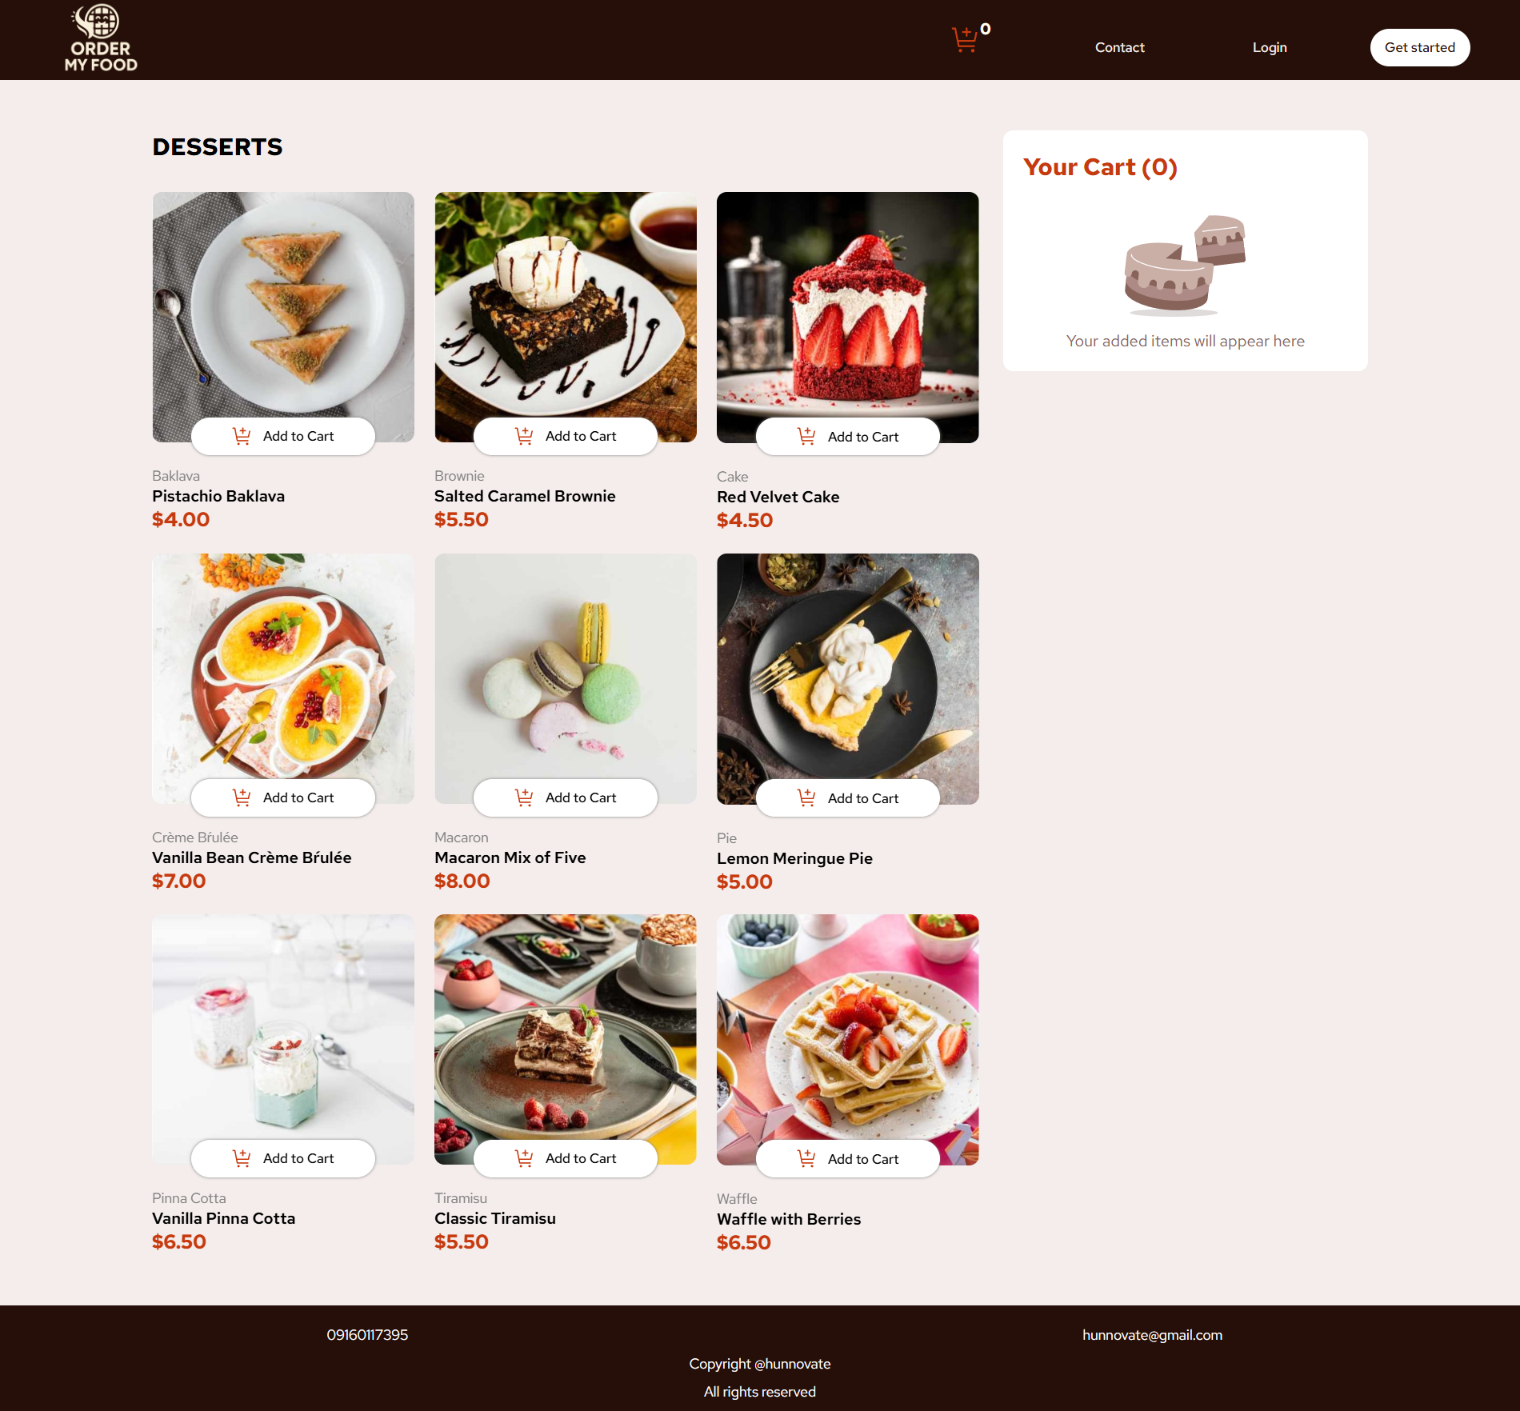 ORDER
MY FOOD
0
Contact
Login
Get started
DESSERTS
Your Cart (0)
Your added items will appear here
Add to Cart
Add to Cart
Add to Cart
Baklava
Pistachio Baklava
$4.00
Brownie
Salted Caramel Brownie
$5.50
Cake
Red Velvet Cake
$4.50
Add to Cart
Add to Cart
Add to Cart
Crème Bŕulée
Vanilla Bean Crème Bŕulée
$7.00
Macaron
Macaron Mix of Five
$8.00
Pie
Lemon Meringue Pie
$5.00
Add to Cart
Add to Cart
Add to Cart
Pinna Cotta
Vanilla Pinna Cotta
$6.50
Tiramisu
Classic Tiramisu
$5.50
Waffle
Waffle with Berries
$6.50
09160117395
hunnovate@gmail.com
Copyright @hunnovate
All rights reserved